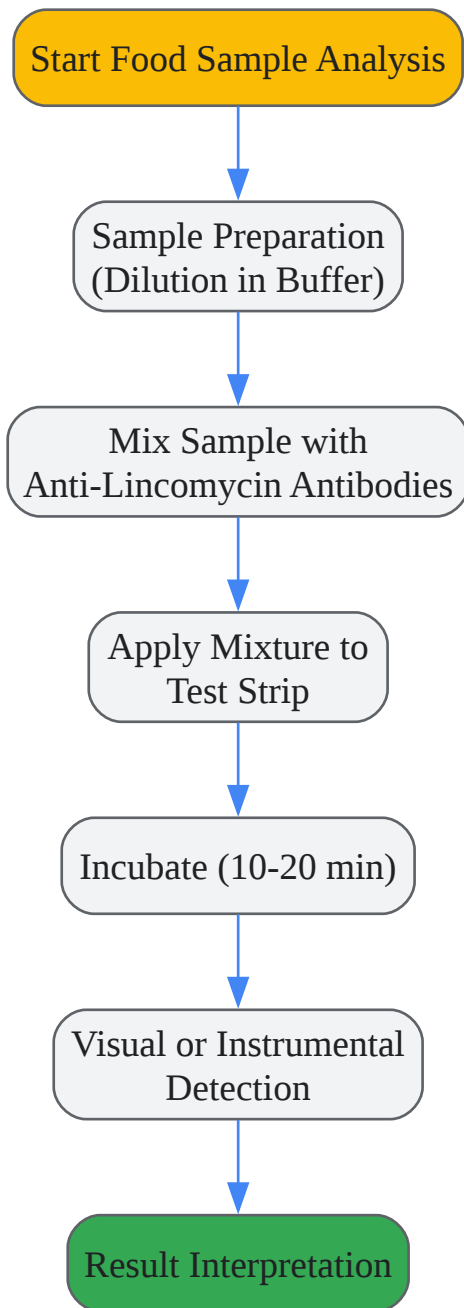 Start Food Sample Analysis
Sample Preparation
(Dilution in Buffer)
Mix Sample with
Anti-Lincomycin Antibodies
Apply Mixture to
Test Strip
Incubate (10-20 min)
Visual or Instrumental
Detection
Result Interpretation